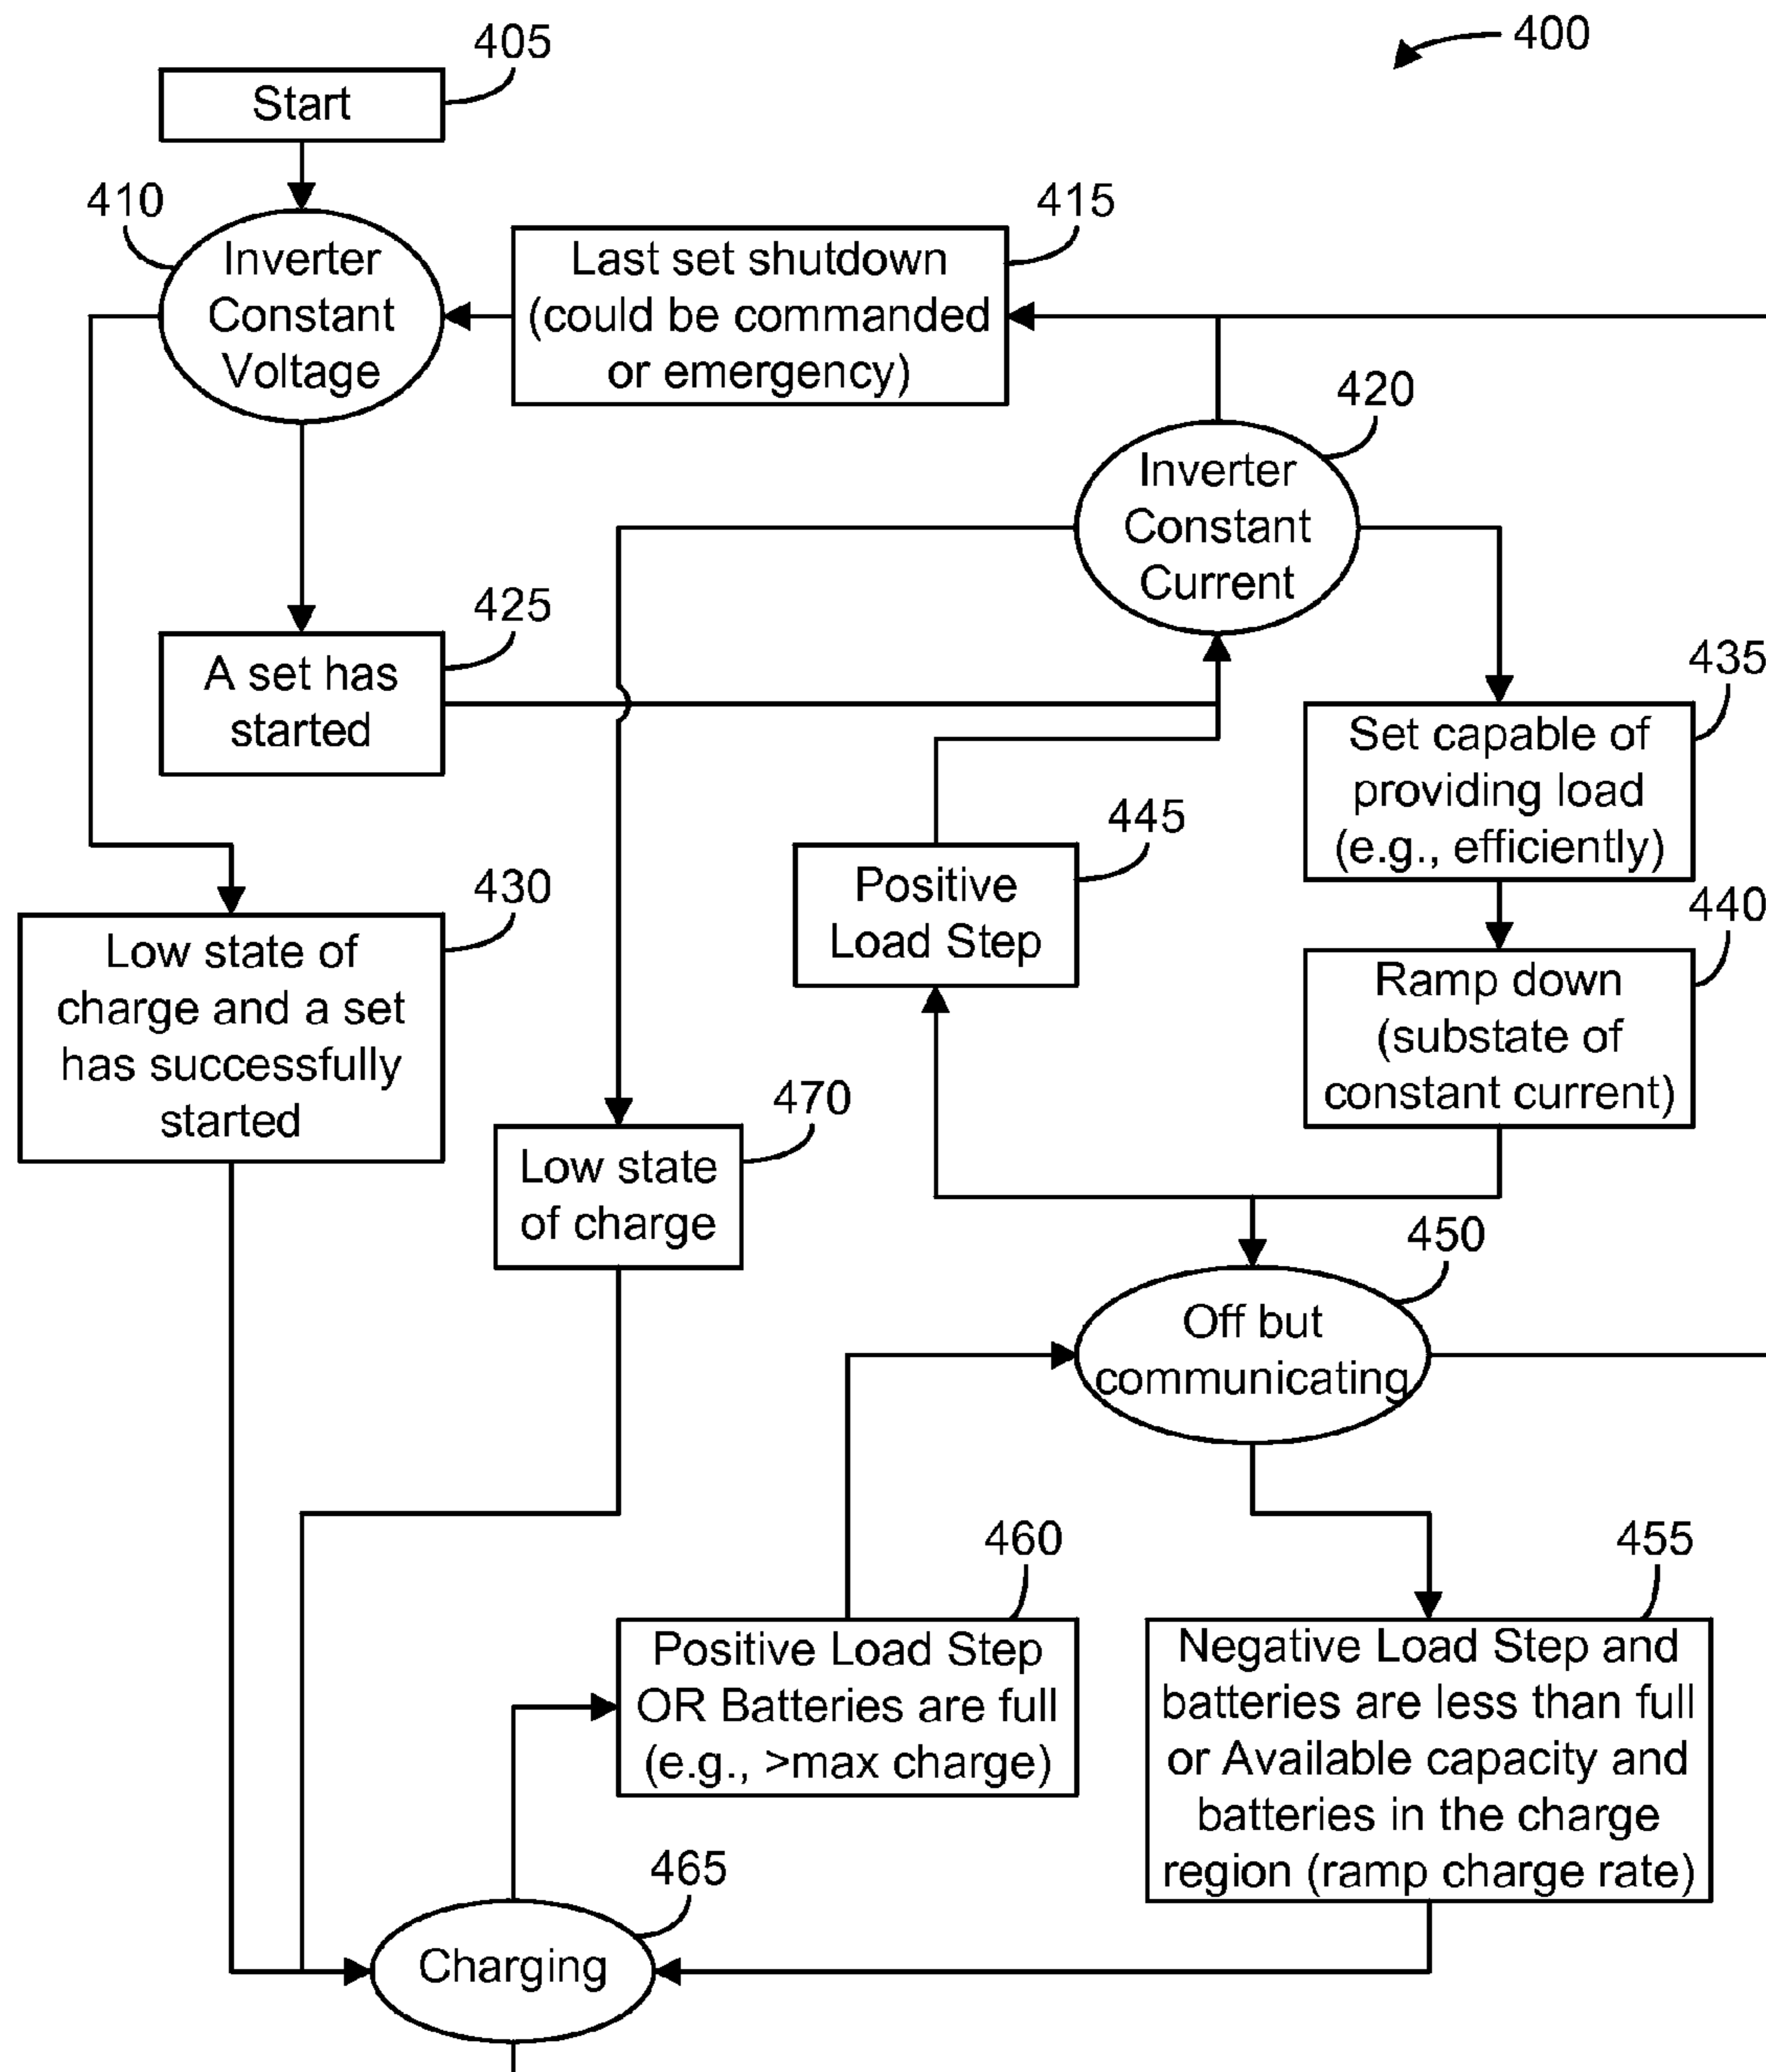 400
405
Start
410
Inverter
Constant
Voltage
415
Last set shutdown
(could be commanded
or emergency)
420
Inverter
Constant
Current
425
A set has
started
435
Set capable of
providing load
(e.g., efficiently)
445
Positive
Load Step
430
Low state of
charge and a set
has successfully
started
440
Ramp down
(substate of
constant current)
470
Low state
of charge
450
Off but
communicating
460
Positive Load Step
OR Batteries are full
(e.g., >max charge)
455
Negative Load Step and
batteries are less than full
or Available capacity and
batteries in the charge
region (ramp charge rate)
465
Charging